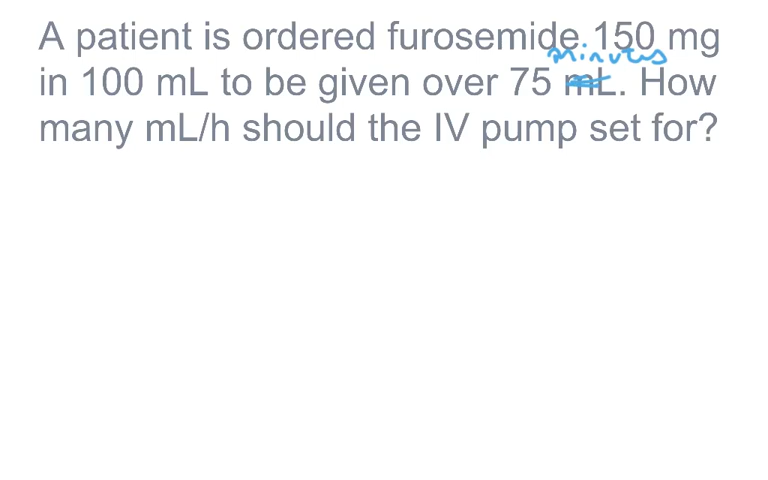 A patient is ordered furosemide 150 mg
minutes
in 100 mL to be given over 75 mL. How
many mL/h should the IV pump set for?